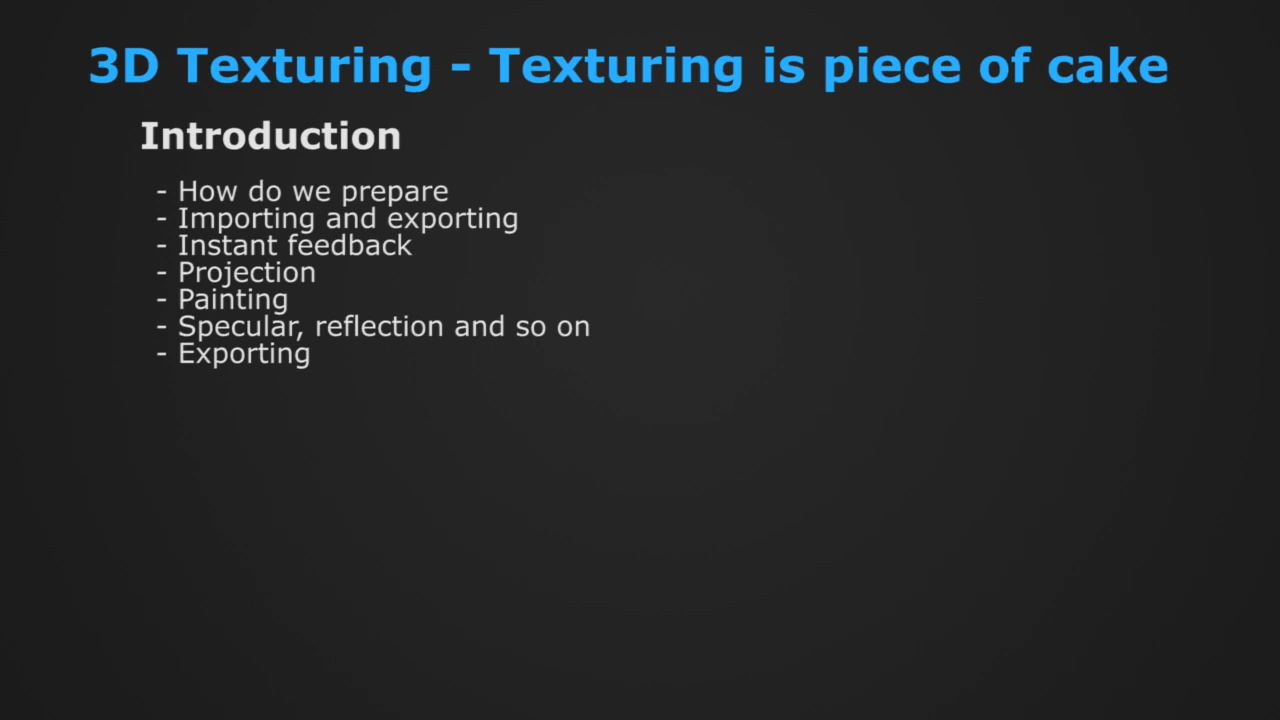 3D Texturing - Texturing is piece of cake
Introduction
- How do we prepare
- Importing and exporting
- Instant feedback
- Projection
- Painting
- Specular, reflection and so on
- Exporting